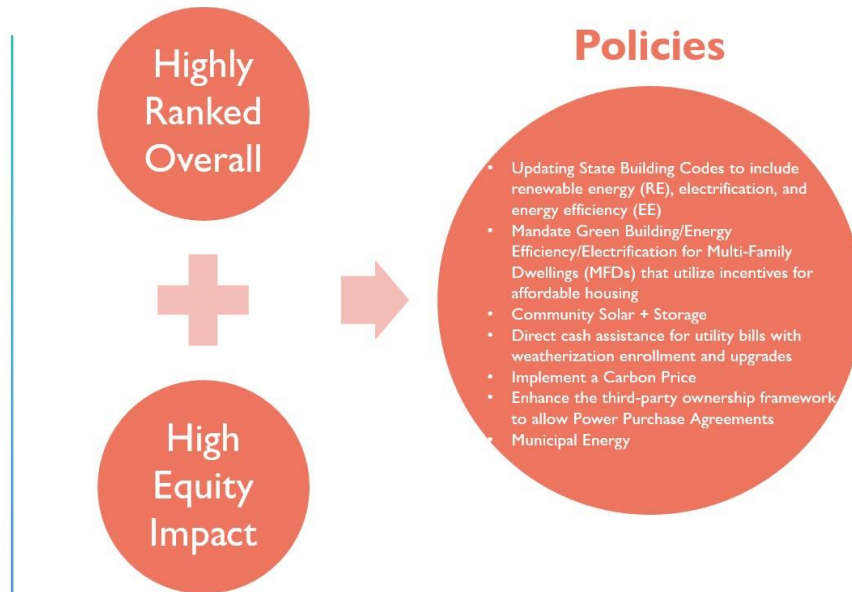 Highly
Ranked
Overall
High
Equity
Impact
Policies
• Updating State Building Codes to include
renewable energy (RE), electrification, and
energy efficiency (EE)
• Mandate Green Building/Energy
Efficiency/Electrification for Multi-Family
Dwellings (MFDs) that utilize incentives for
affordable housing
• Community Solar + Storage
• Direct cash assistance for utility bills with
weatherization enrollment and upgrades
• Implement a Carbon Price
• Enhance the third-party ownership framework
to allow Power Purchase Agreements
• Municipal Energy